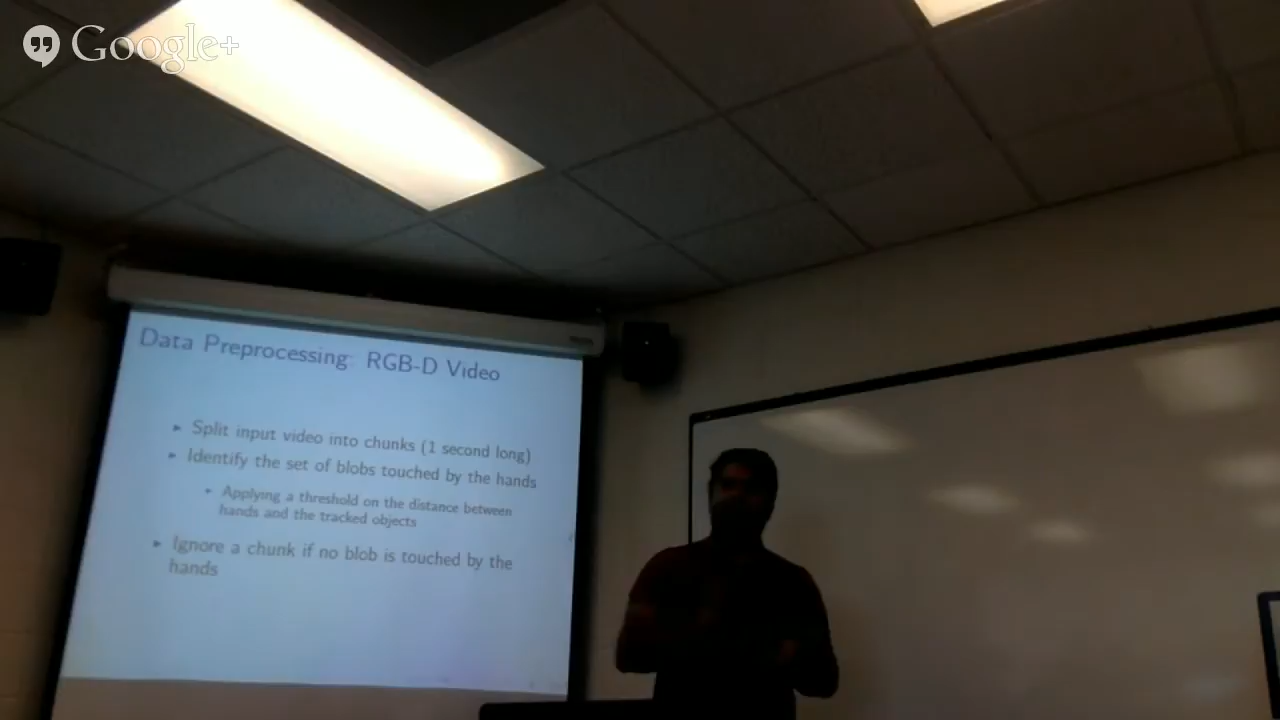 Google+
Data Preprocessing: RGB-D Video
Split input video into chunks (1 second long)
Identify the set of blobs touched by the hands
Applying a threshold on the distance between
hands and the tracked objects
Ignore a chunk if no blob is touched by the
hands